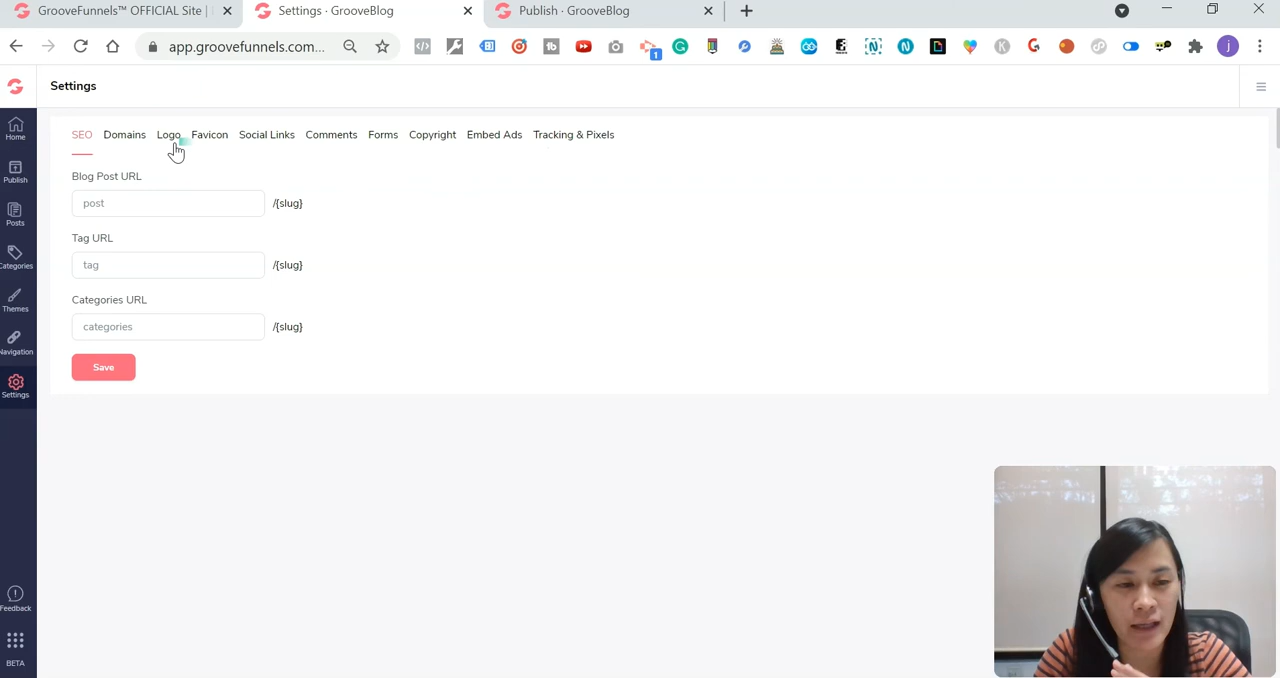 GrooveFunnels™ OFFICIAL Site |
Settings · GrooveBlog
Publish · GrooveBlog
app.groovefunnels.com...
Settings
SEO Domains Logo Favicon Social Links Comments Forms Copyright Embed Ads Tracking & Pixels
Blog Post URL
post /{slug}
Tag URL
tag /{slug}
Categories URL
categories /{slug}
Save
Home
Publish
Posts
Categories
Themes
Navigation
Settings
Feedback
BETA